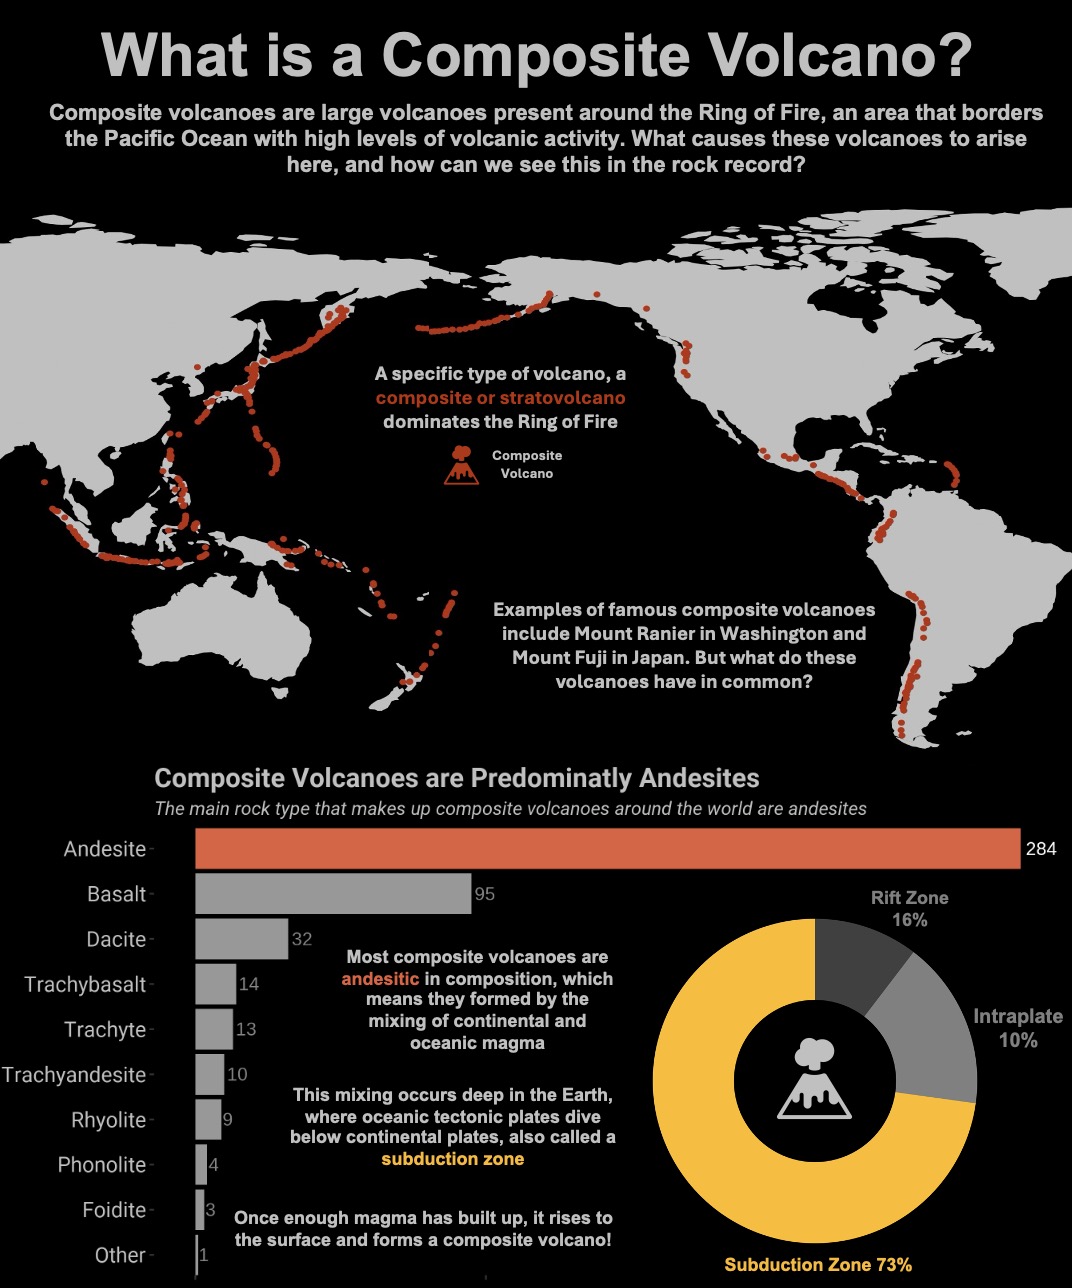 What is a Composite Volcano?
Composite volcanoes are large volcanoes present around the Ring of Fire, an area that borders
the Pacific Ocean with high levels of volcanic activity. What causes these volcanoes to arise
here, and how can we see this in the rock record?
A specific type of volcano, a
composite or stratovolcano
dominates the Ring of Fire
Composite
Volcano
Examples of famous composite volcanoes
include Mount Ranier in Washington and
Mount Fuji in Japan. But what do these
volcanoes have in common?
Composite Volcanoes are Predominatly Andesites
The main rock type that makes up composite volcanoes around the world are andesites
Andesite 284
Basalt 95
Dacite 32
Trachybasalt 14
Trachyte 13
Trachyandesite 10
Rhyolite 9
Phonolite 4
Foidite 3
Other 1
Most composite volcanoes are
andesitic in composition, which
means they formed by the
mixing of continental and
oceanic magma
This mixing occurs deep in the Earth,
where oceanic tectonic plates dive
below continental plates, also called a
subduction zone
Once enough magma has built up, it rises to
the surface and forms a composite volcano!
Rift Zone
16%
Intraplate
10%
Subduction Zone 73%